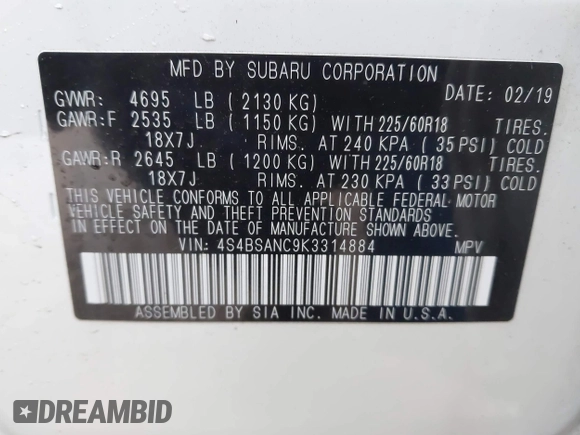 MFD BY SUBARU CORPORATION
DATE: 02/19
GVWR: 4695 LB (2130 KG)
GAWR:F 2535 LB (1150 KG) WITH 225/60R18 TIRES.
18X7J RIMS. AT 240 KPA (35 PSI) COLD
GAWR:R 2645 LB (1200 KG) WITH 225/60R18 TIRES.
18X7J RIMS. AT 230 KPA (33 PSI) COLD
THIS VEHICLE CONFORMS TO ALL APPLICABLE FEDERAL MOTOR
VEHICLE SAFETY AND THEFT PREVENTION STANDARDS
IN EFFECT ON THE DATE OF MANUFACTURE SHOWN ABOVE.
VIN: 4S4BSANC9K3314884 MPV
ASSEMBLED BY SIA INC. MADE IN U.S.A.
DREAMBID